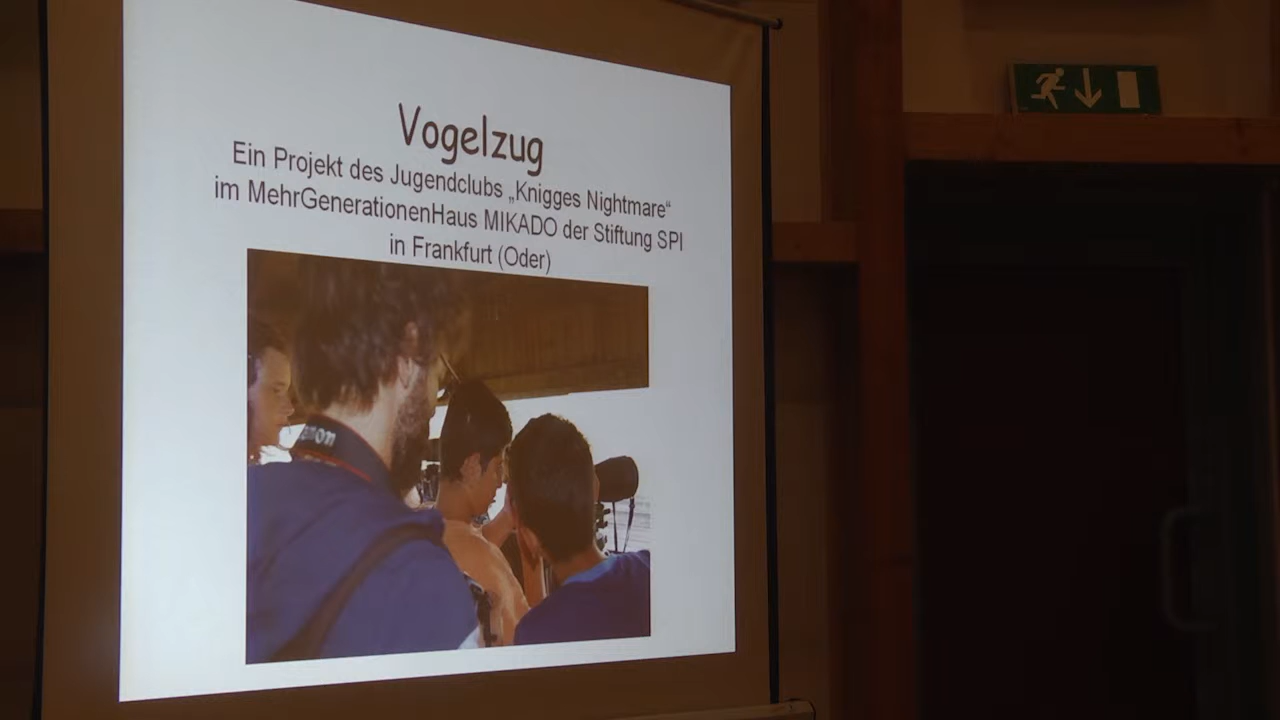 Vogelzug
Ein Projekt des Jugendclubs „Knigges Nightmare“
im MehrGenerationenHaus MIKADO der Stiftung SPI
in Frankfurt (Oder)